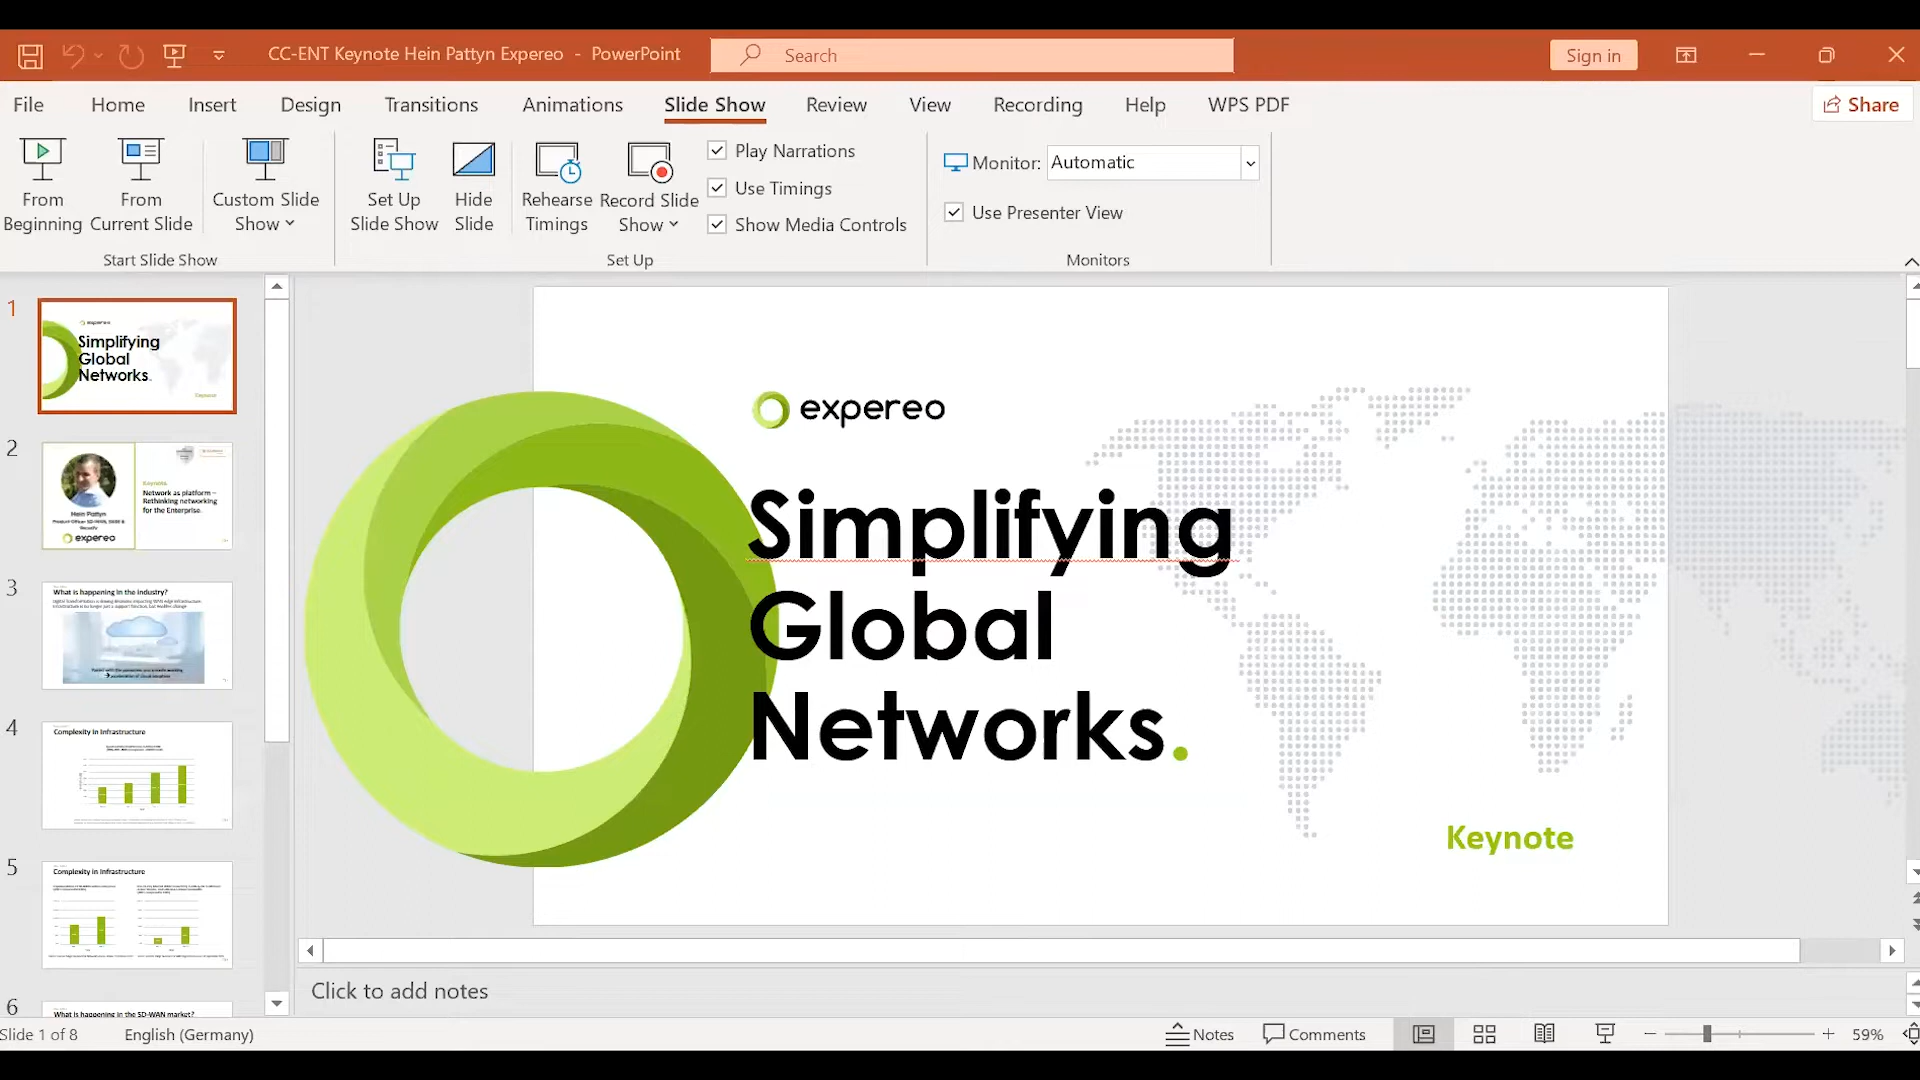 CC-ENT Keynote Hein Pattyn Expereo - PowerPoint
Search
Sign in
File Home Insert Design Transitions Animations Slide Show Review View Recording Help WPS PDF
Share
From Beginning
From Current Slide
Custom Slide Show
Start Slide Show
Set Up Slide Show
Hide Slide
Rehearse Timings
Record Slide Show
Play Narrations
Use Timings
Show Media Controls
Set Up
Monitor: Automatic
Use Presenter View
Monitors
1
expereo
Simplifying
Global
Networks.
Keynote
2
Hein Pattyn
expereo
Keynote
Network as platform –
Rethinking networking
for the Enterprise.
3
What is happening in the industry?
4
Complexity in Infrastructure
5
Complexity in Infrastructure
6
What is happening in the SD-WAN market?
expereo
Simplifying
Global
Networks.
Keynote
Click to add notes
Slide 1 of 8
English (Germany)
Notes
Comments
59%